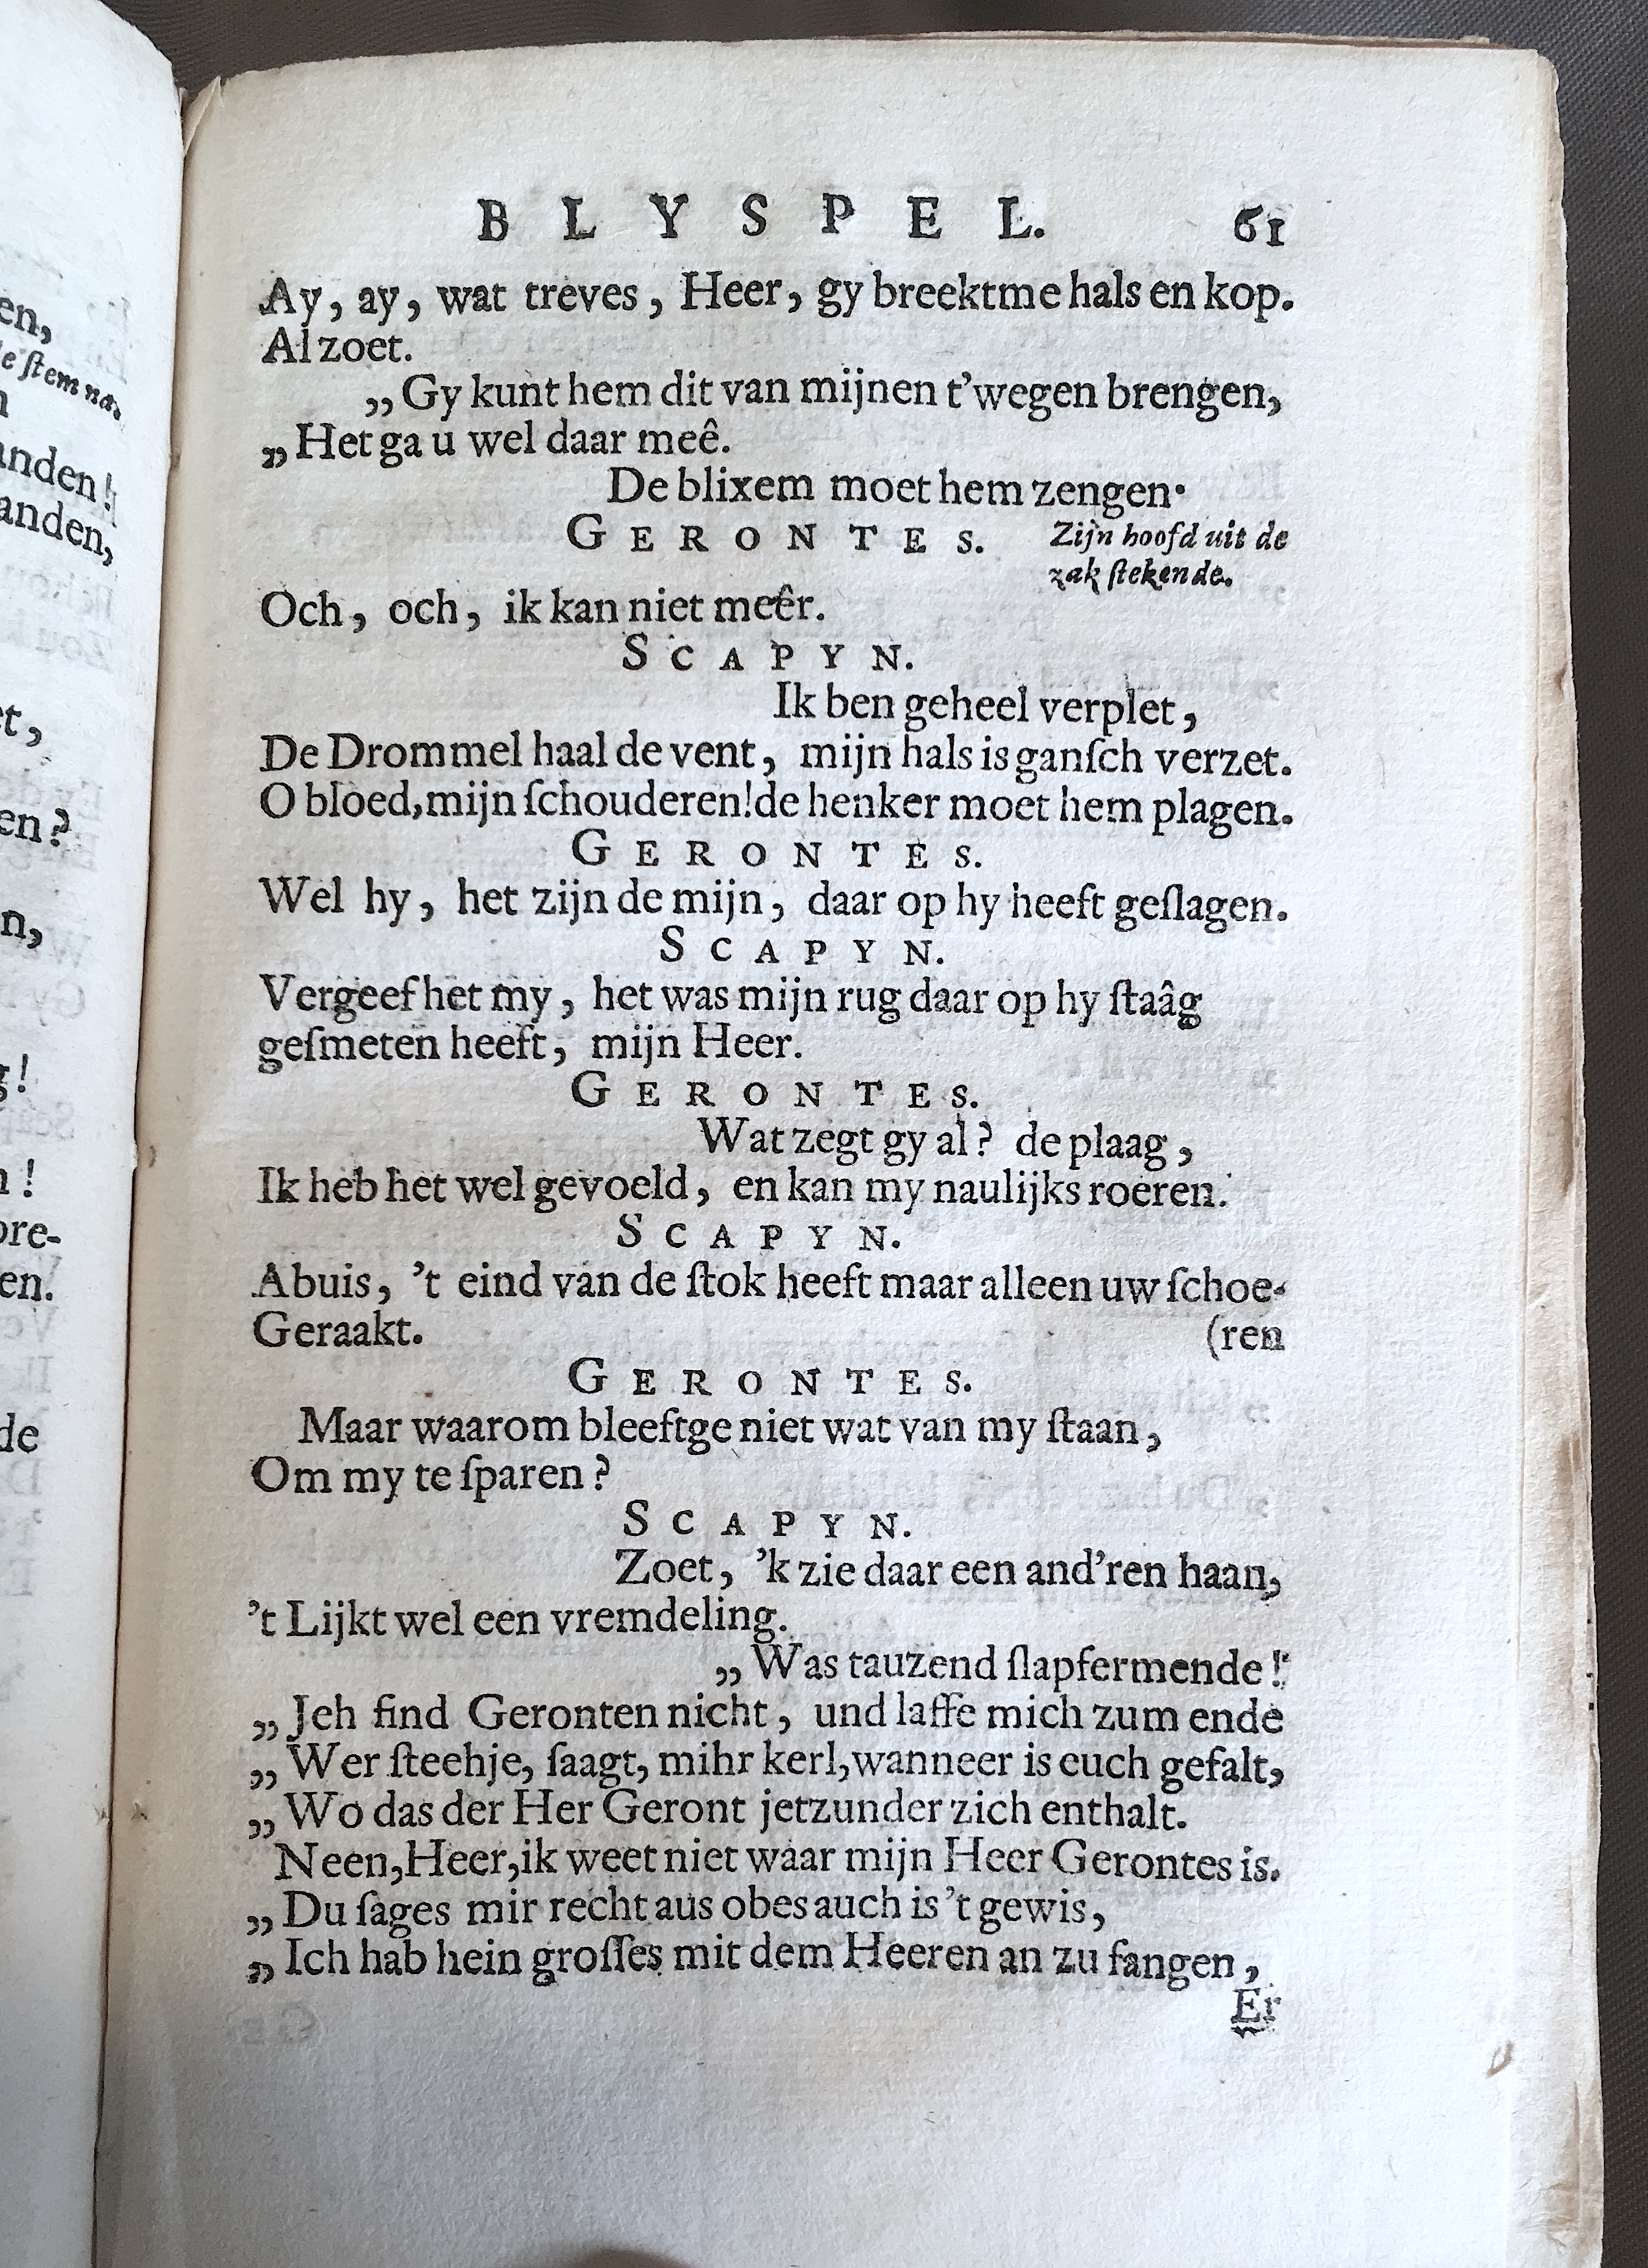 B L Y S P E L. 61
Ay, ay, wat treves, Heer, gy breektme hals en kop.
Al zoet.
„Gy kunt hem dit van mijnen t'wegen brengen,
„Het ga u wel daar meê.
De blixem moet hem zengen.
GERONTES. Zijn hoofd uit de
zak ſtekende.
Och, och, ik kan niet meêr.
SCAPYN.
Ik ben geheel verplet,
De Drommel haal de vent, mijn hals is ganſch verzet.
O bloed, mijn ſchouderen! de henker moet hem plagen.
GERONTES.
Wel hy, het zijn de mijn, daar op hy heeft geſlagen.
SCAPYN.
Vergeef het my, het was mijn rug daar op hy ſtaâg
geſmeten heeft, mijn Heer.
GERONTES.
Wat zegt gy al? de plaag,
Ik heb het wel gevoeld, en kan my naulijks roeren.
SCAPYN.
Abuis, 't eind van de ſtok heeft maar alleen uw ſchoe-
Geraakt. (ren
GERONTES.
Maar waarom bleeftge niet wat van my ſtaan,
Om my te ſparen?
SCAPYN.
Zoet, 'k zie daar een and'ren haan,
't Lijkt wel een vremdeling.
„Was tauzend ſlapfermende!
„Jeh find Geronten nicht, und laſſe mich zum ende
„Wer ſteehje, ſaagt, mihr kerl, wanneer is euch gefalt,
„Wo das der Her Geront jetzunder zich enthalt.
Neen, Heer, ik weet niet waar mijn Heer Gerontes is.
„Du ſages mir recht aus obes auch is 't gewis,
„Ich hab hein groſſes mit dem Heeren an zu fangen,
Er
en,
ſtem na.
anden!
anden,
et,
en?
n,
g!
n!
pre-
en.
de